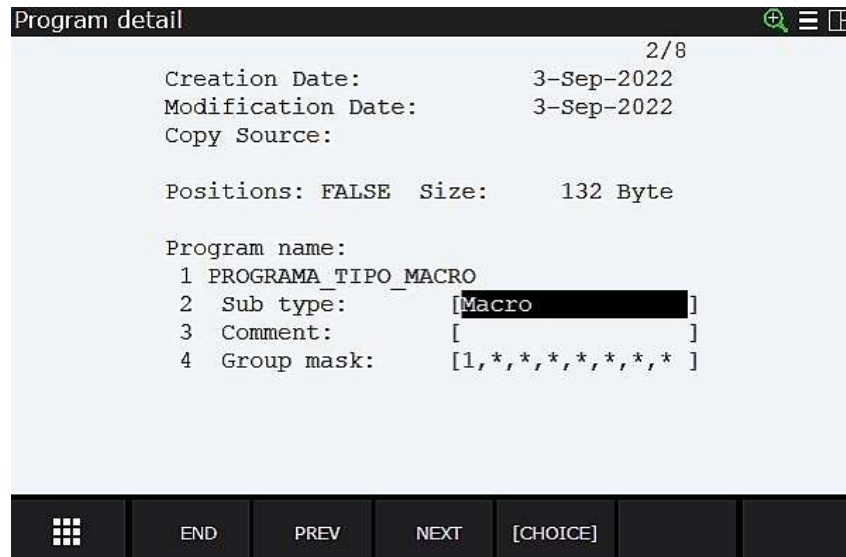 Program detail
2/8
Creation Date: 3-Sep-2022
Modification Date: 3-Sep-2022
Copy Source:
Positions: FALSE Size: 132 Byte
Program name:
1 PROGRAMA_TIPO_MACRO
2 Sub type: [Macro ]
3 Comment: [ ]
4 Group mask: [1,*,*,*,*,*,*,* ]
END PREV NEXT [CHOICE]